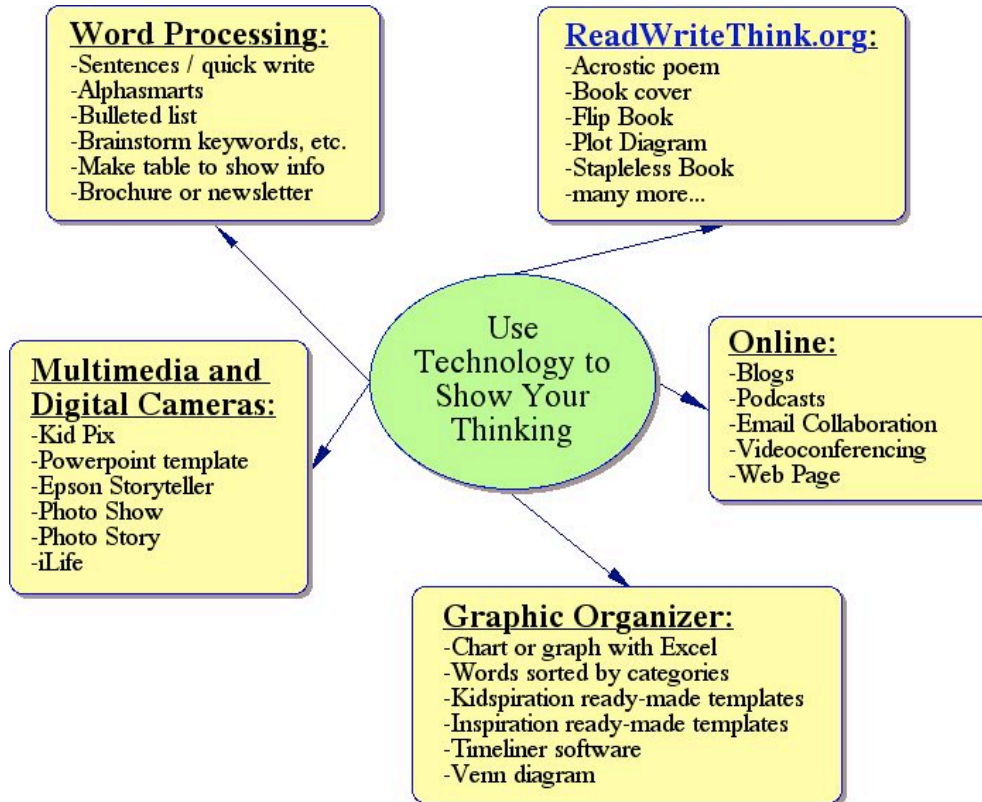 Word Processing:
-Sentences / quick write
-Alphasmarts
-Bulleted list
-Brainstorm keywords, etc.
-Make table to show info
-Brochure or newsletter
ReadWriteThink.org:
-Acrostic poem
-Book cover
-Flip Book
-Plot Diagram
-Stapleless Book
-many more...
Use
Technology to
Show Your
Thinking
Multimedia and
Digital Cameras:
-Kid Pix
-Powerpoint template
-Epson Storyteller
-Photo Show
-Photo Story
-iLife
Online:
-Blogs
-Podcasts
-Email Collaboration
-Videoconferencing
-Web Page
Graphic Organizer:
-Chart or graph with Excel
-Words sorted by categories
-Kidspiration ready-made templates
-Inspiration ready-made templates
-Timeliner software
-Venn diagram